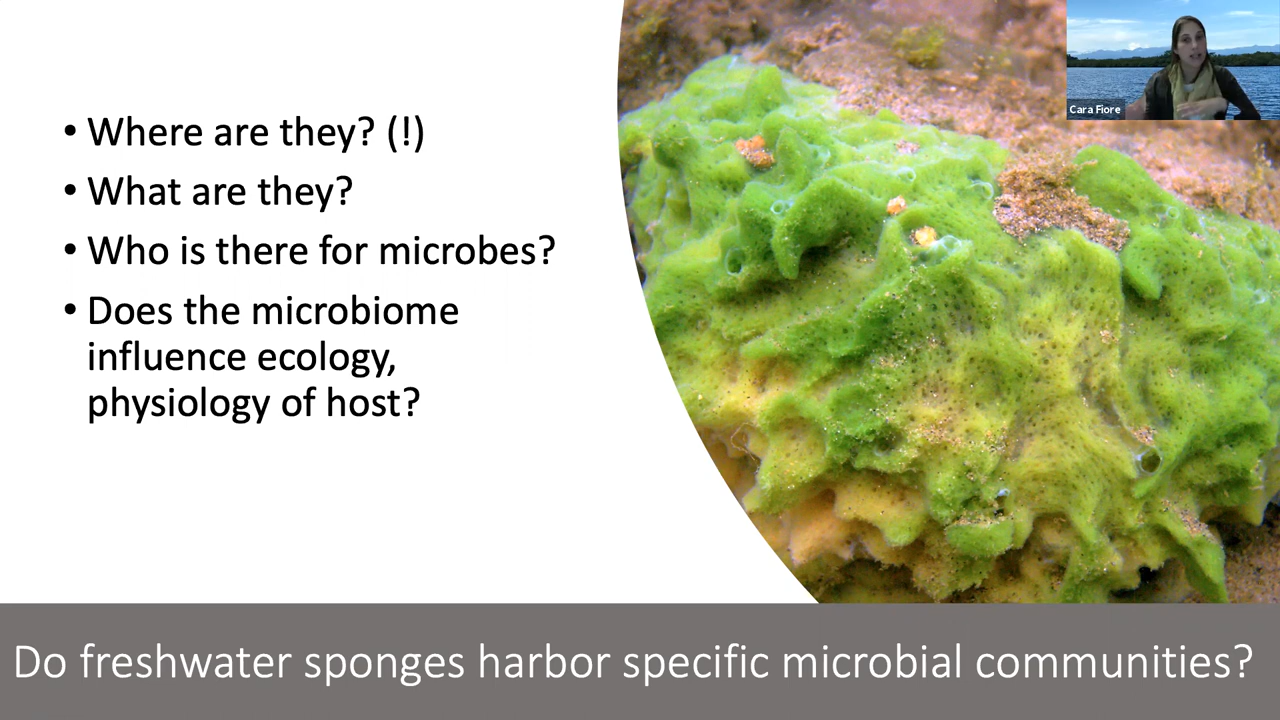 • Where are they? (!)
• What are they?
• Who is there for microbes?
• Does the microbiome
influence ecology,
physiology of host?
Cara Fiore
Do freshwater sponges harbor specific microbial communities?